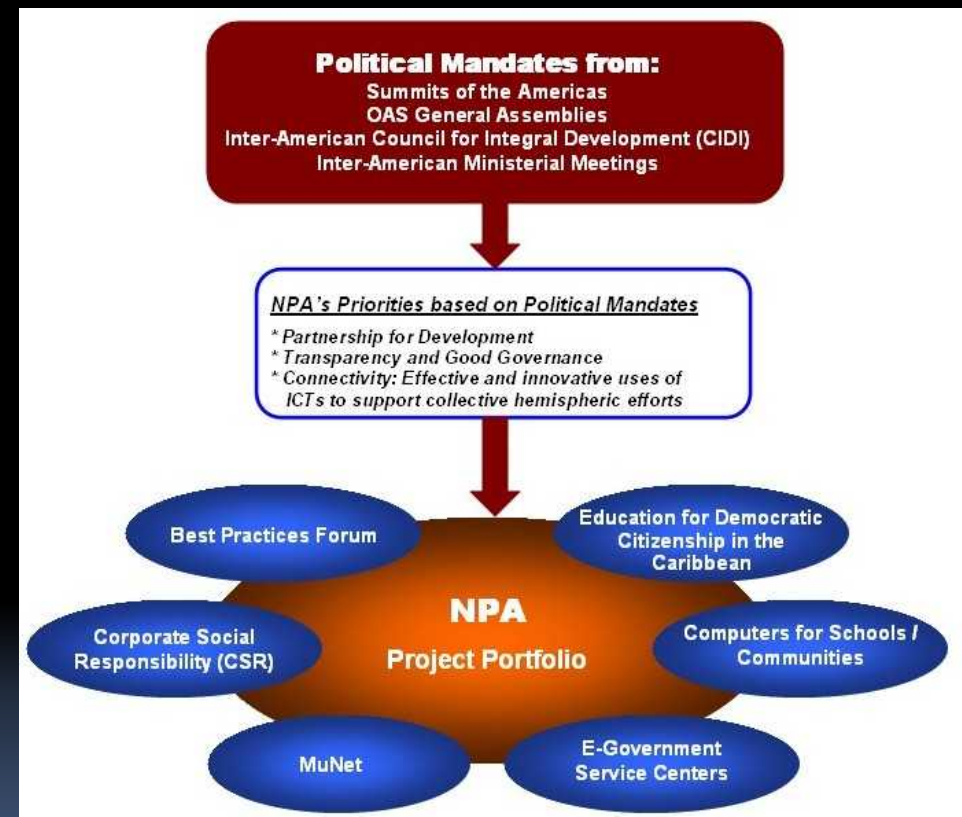 Political Mandates from:
Summits of the Americas
OAS General Assemblies
Inter-American Council for Integral Development (CIDI)
Inter-American Ministerial Meetings
NPA's Priorities based on Political Mandates
* Partnership for Development
* Transparency and Good Governance
* Connectivity: Effective and innovative uses of
ICTs to support collective hemispheric efforts
Best Practices Forum
Education for Democratic
Citizenship in the
Caribbean
NPA
Project Portfolio
Corporate Social
Responsibility (CSR)
Computers for Schools /
Communities
MuNet
E-Government
Service Centers